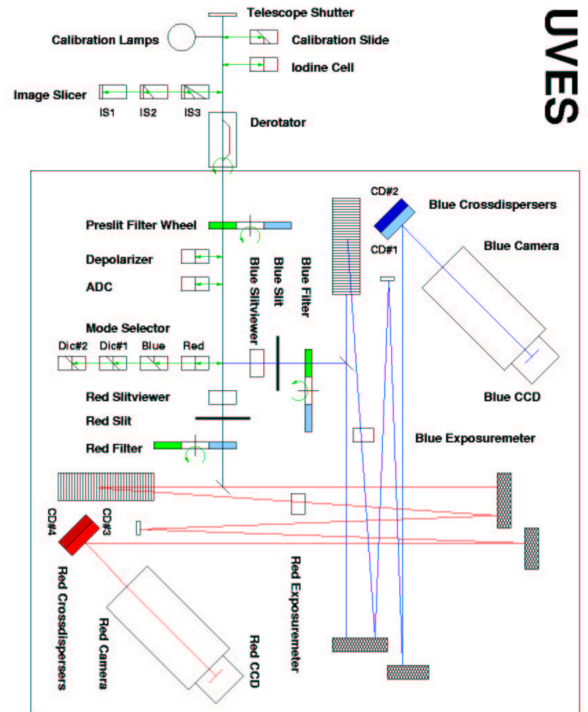 UVES
Telescope Shutter
Calibration Lamps
Calibration Slide
Iodine Cell
Image Slicer
IS1
IS2
IS3
Derotator
CD#2
Blue Crossdispersers
Preslit Filter Wheel
CD#1
Blue Camera
Depolarizer
ADC
Blue Slitviewer
Blue Slit
Blue Filter
Mode Selector
Dic#2
Dic#1
Blue
Red
Red Slitviewer
Blue CCD
Red Slit
Blue Exposuremeter
Red Filter
CD#4
CD#3
Red Exposuremeter
Red Crossdispersers
Red Camera
Red CCD